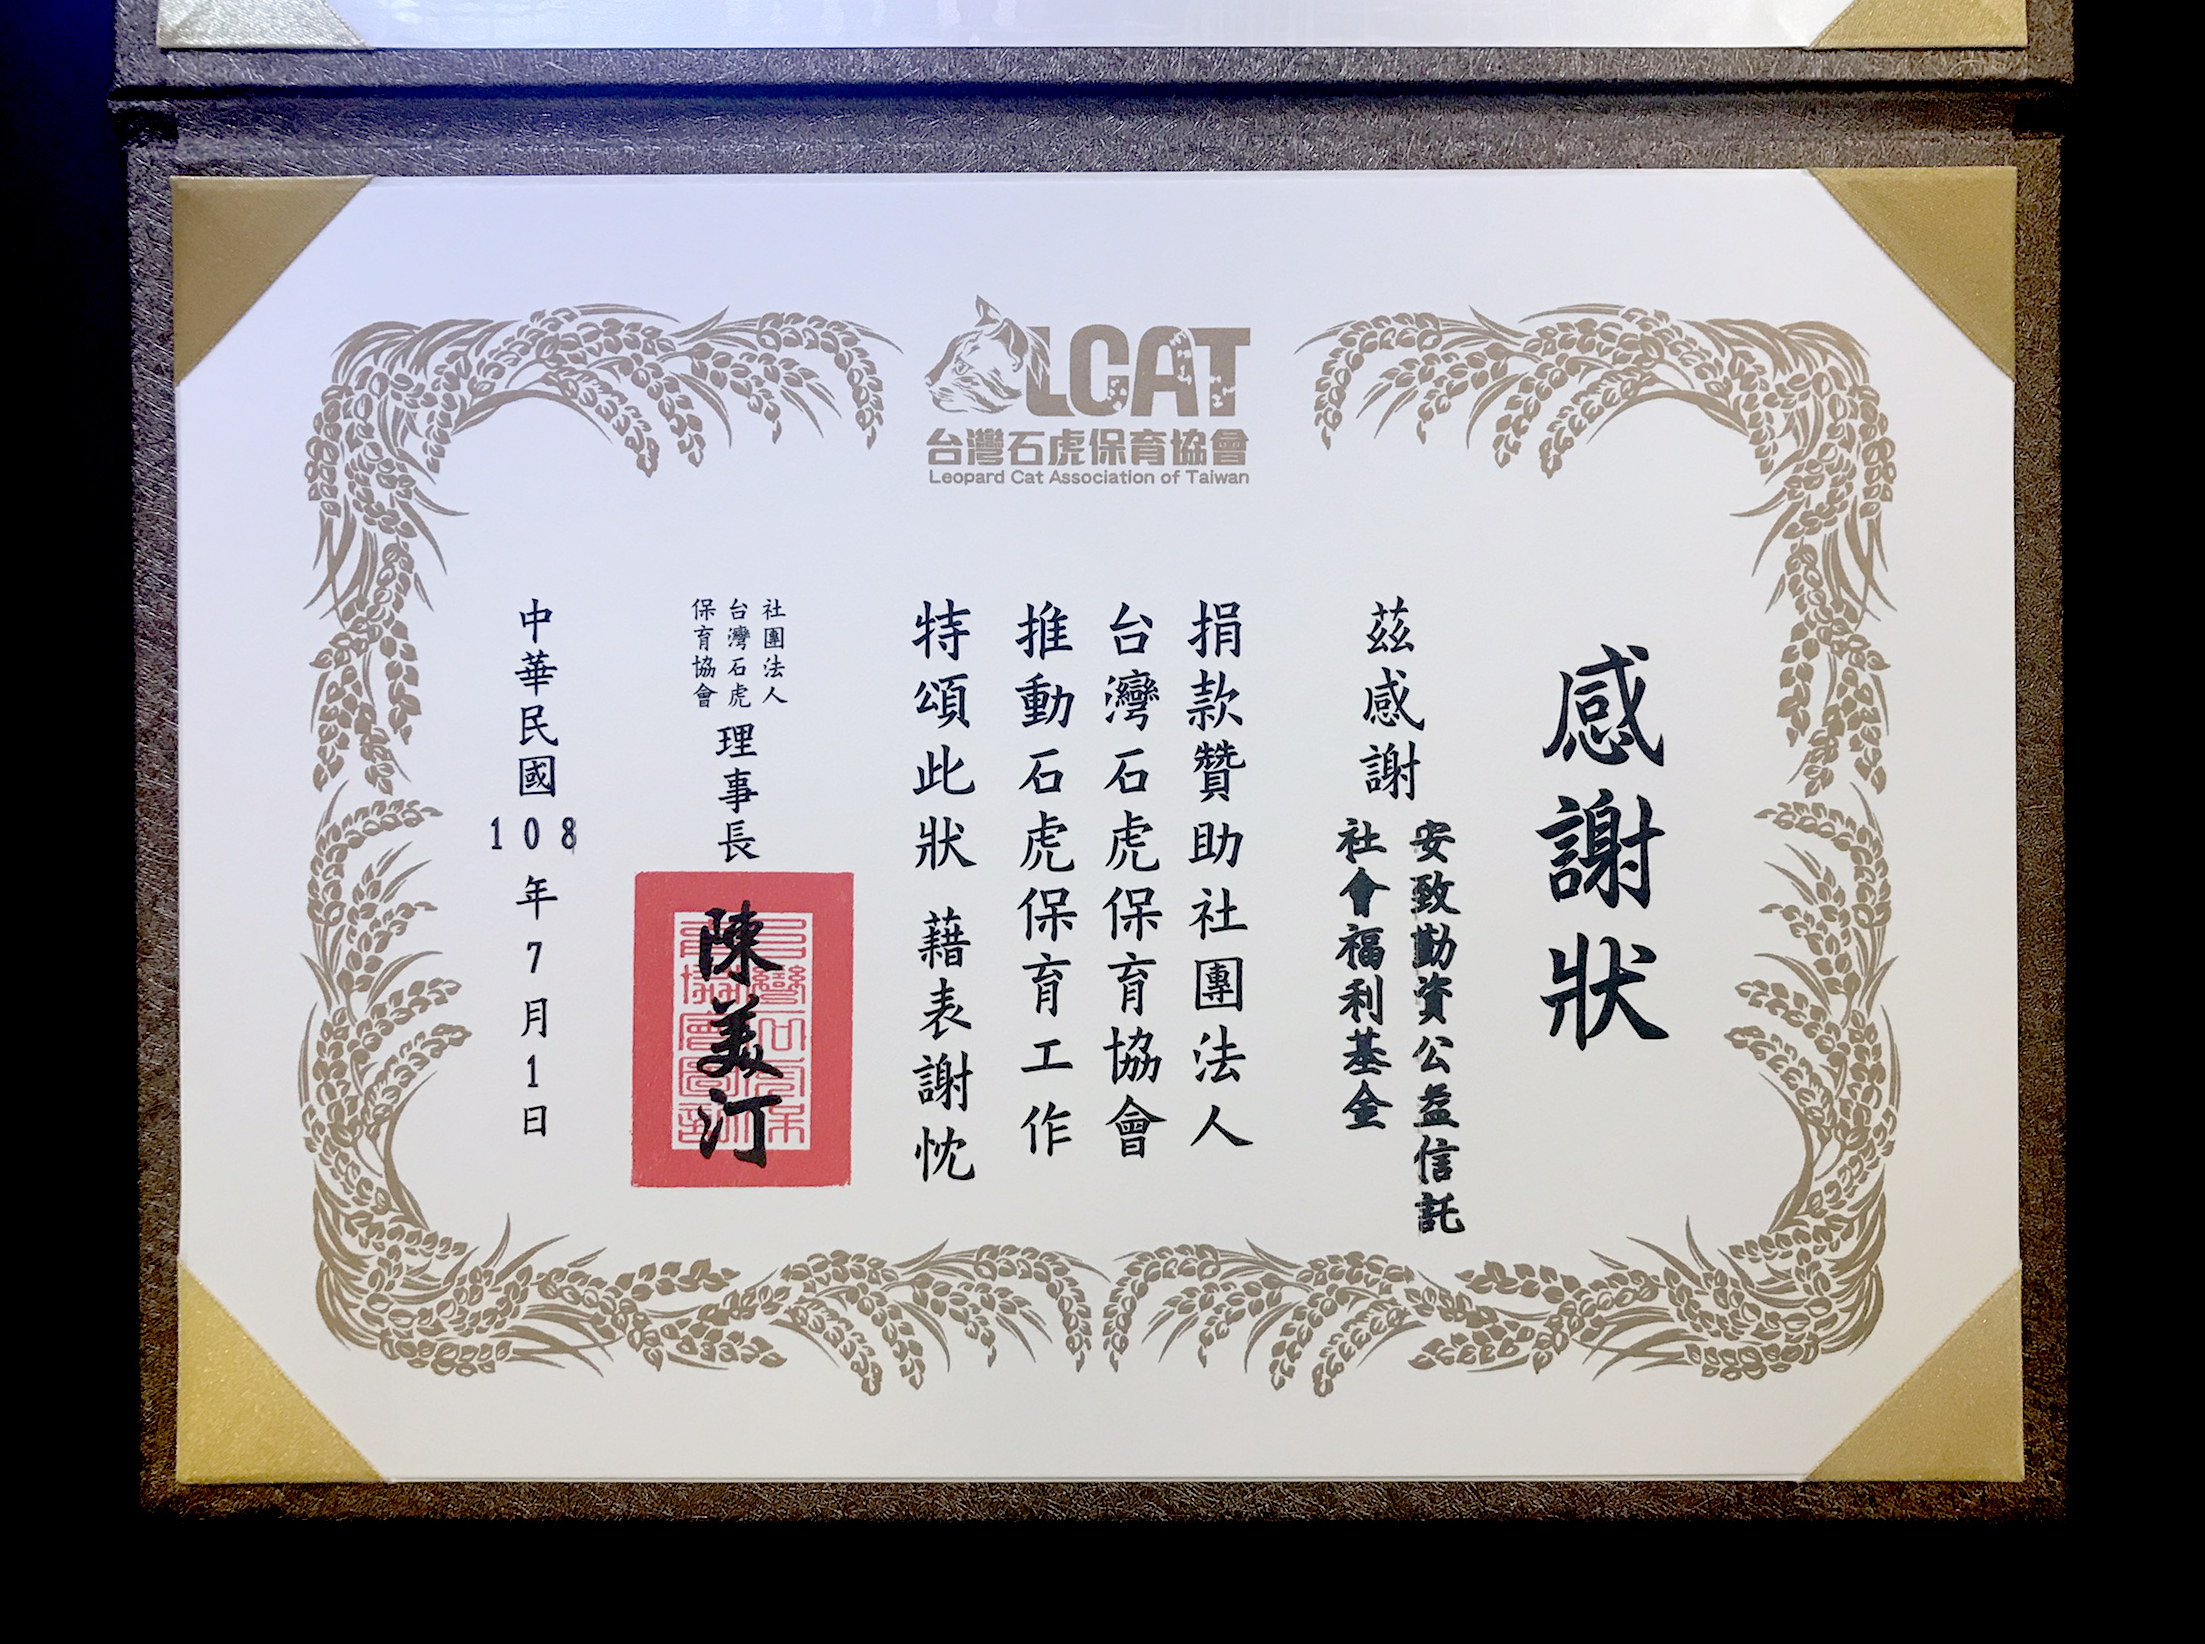 LCAT
台灣石虎保育協會
Leopard Cat Association of Taiwan
感謝狀
茲感謝
安致勤資公益信託
社會福利基金
捐款贊助社團法人
台灣石虎保育協會
推動石虎保育工作
特頒此狀 藉表謝忱
社團法人
台灣石虎
保育協會
理事長
陳美汀
中華民國108年7月1日